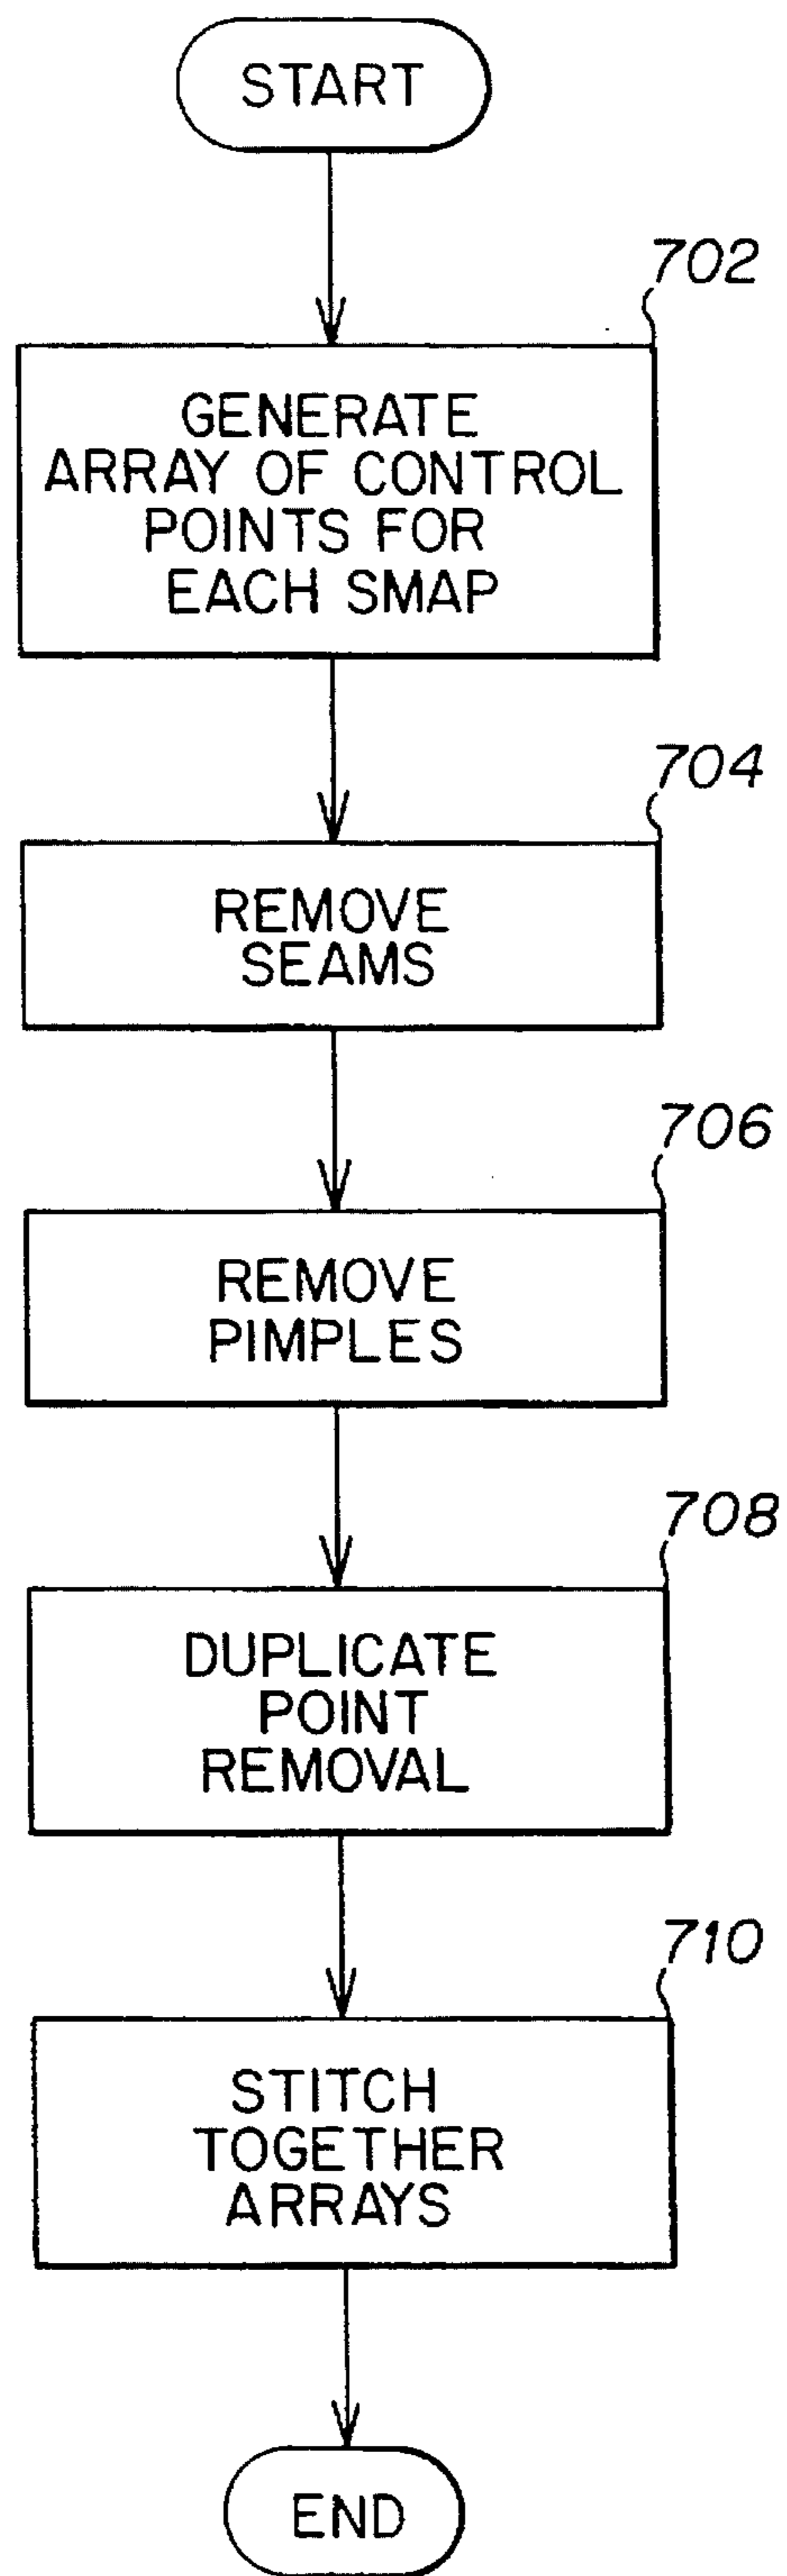 START
702
GENERATE
ARRAY OF CONTROL
POINTS FOR
EACH SMAP
704
REMOVE
SEAMS
706
REMOVE
PIMPLES
708
DUPLICATE
POINT
REMOVAL
710
STITCH
TOGETHER
ARRAYS
END